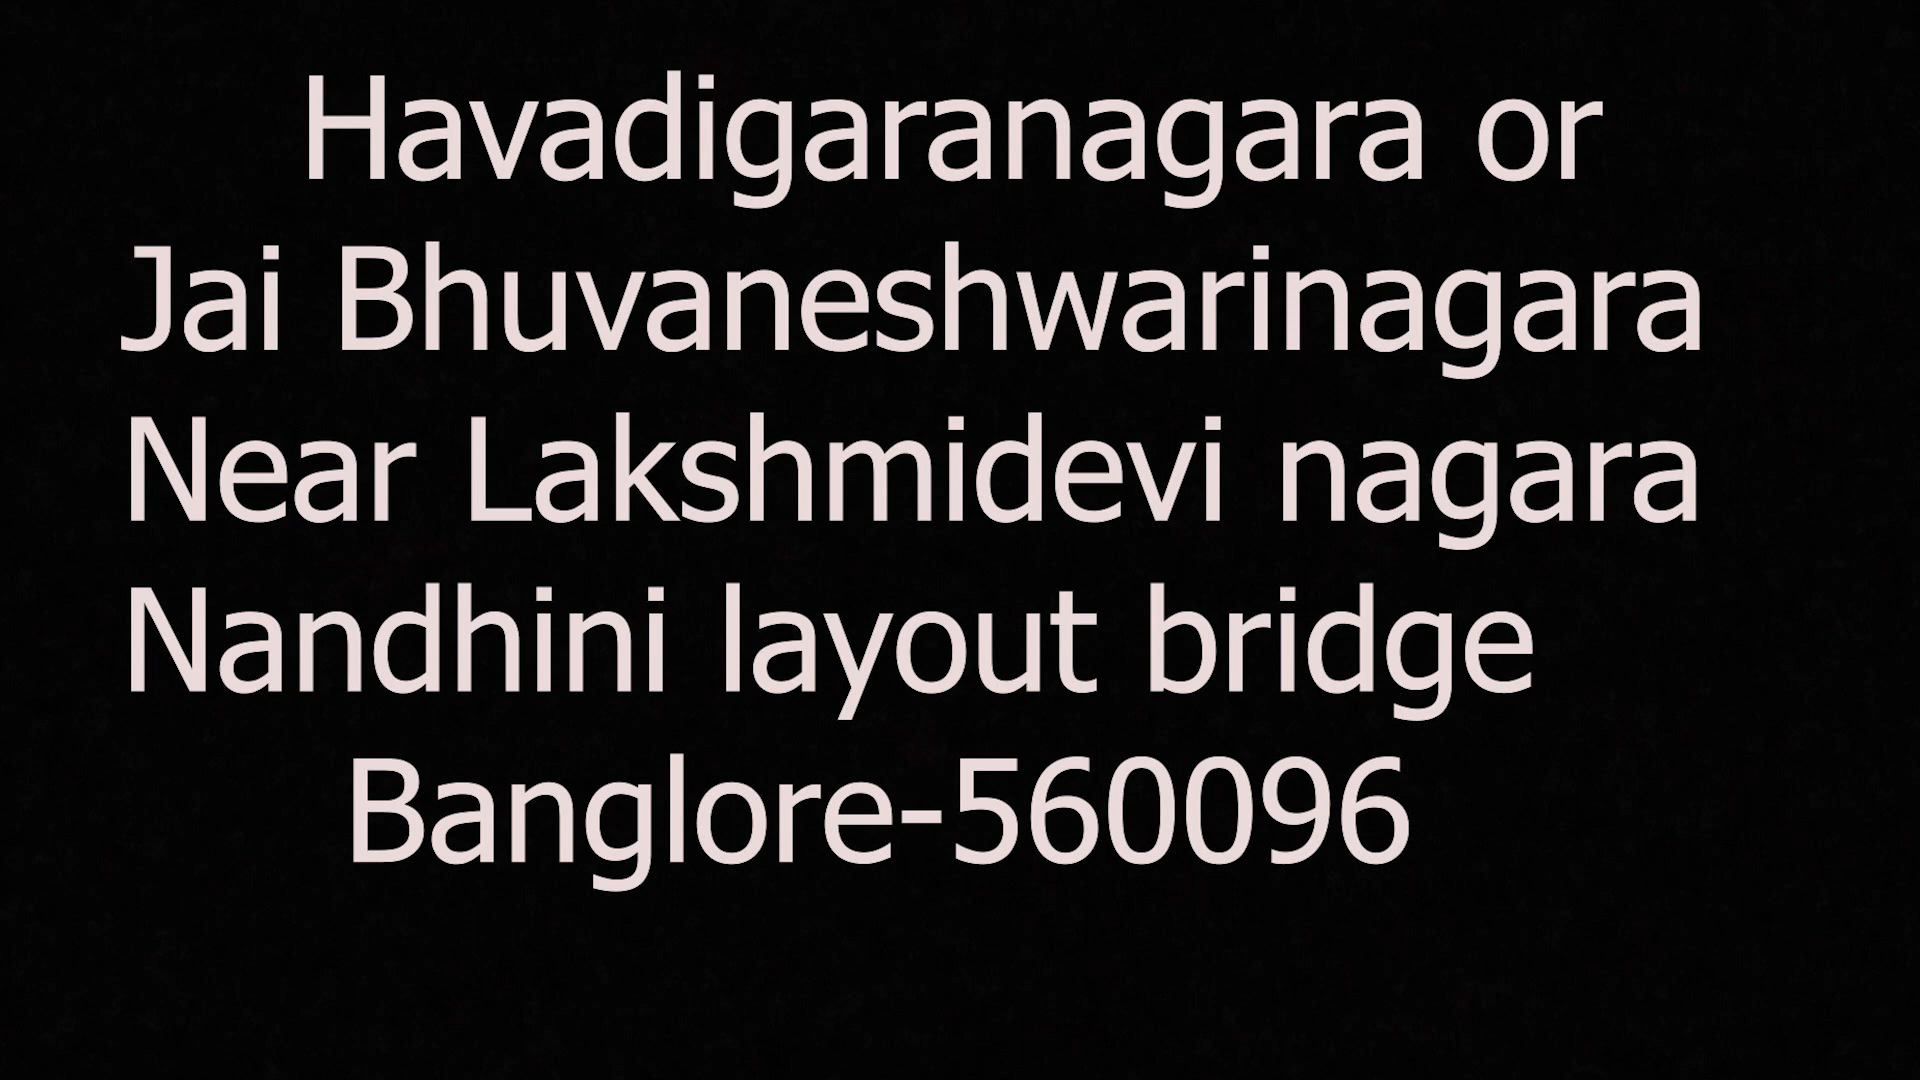 Havadigaranagara or
Jai Bhuvaneshwarinagara
Near Lakshmidevi nagara
Nandhini layout bridge
Banglore-560096